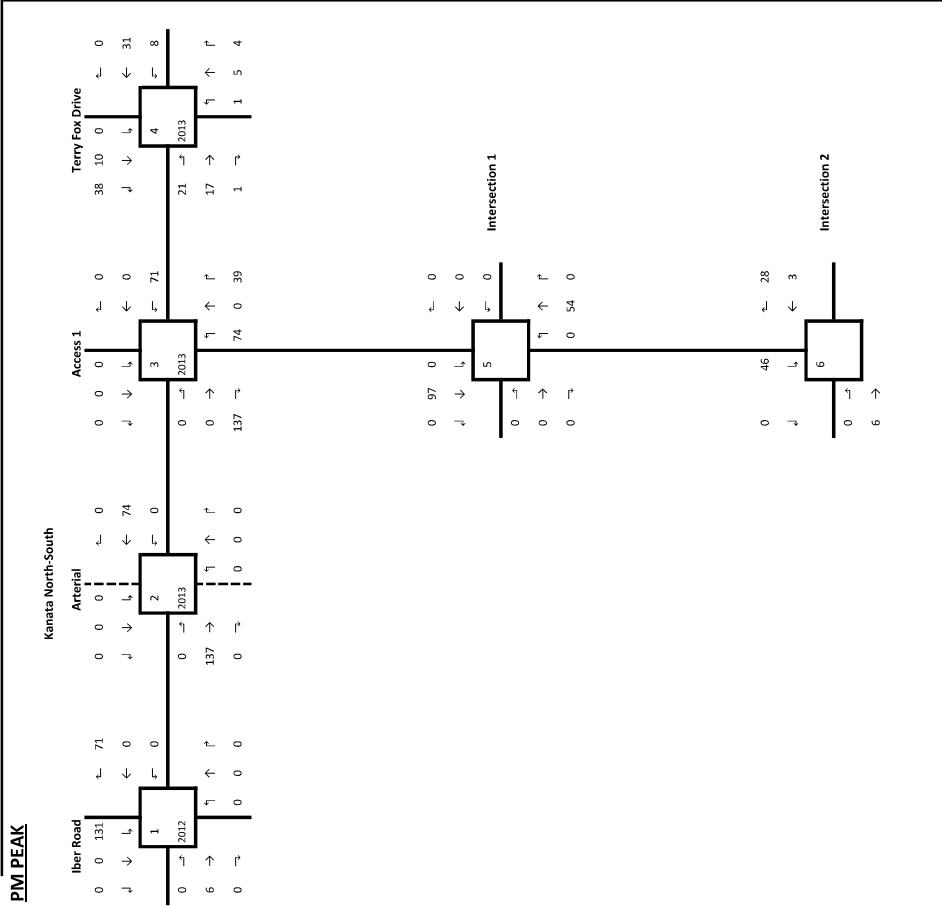 PM PEAK
Kanata North-South
Iber Road Arterial Access 1 Terry Fox Drive
0 0 131 ↲ 71 0 0 0 ↲ 0 0 0 0 ↲ 0 38 10 0 ↲ 0
↲ ↓ ↳ ← 0 ↲ ↓ ↳ ← 74 ↲ ↓ ↳ ← 0 ↲ ↓ ↳ ← 31
1 ↙ 0 2 ↙ 0 3 ↙ 71 4 ↙ 8
0 2012 0 2013 0 2013 21 2013
6 → ↰ ↑ ↱ 137 → ↰ ↑ ↱ 0 → ↰ ↑ ↱ 17 → ↰ ↑ ↱
0 0 0 0 0 0 0 0 137 74 0 39 1 1 5 4
0 97 0 ↲ 0
↲ ↓ ↳ ← 0
5 0
Intersection 1
0
0 → ↰ ↑ ↱
0 0 54 0
0 46 ↲ 28
↲ ↳ ← 3
6
Intersection 2
0
6 →